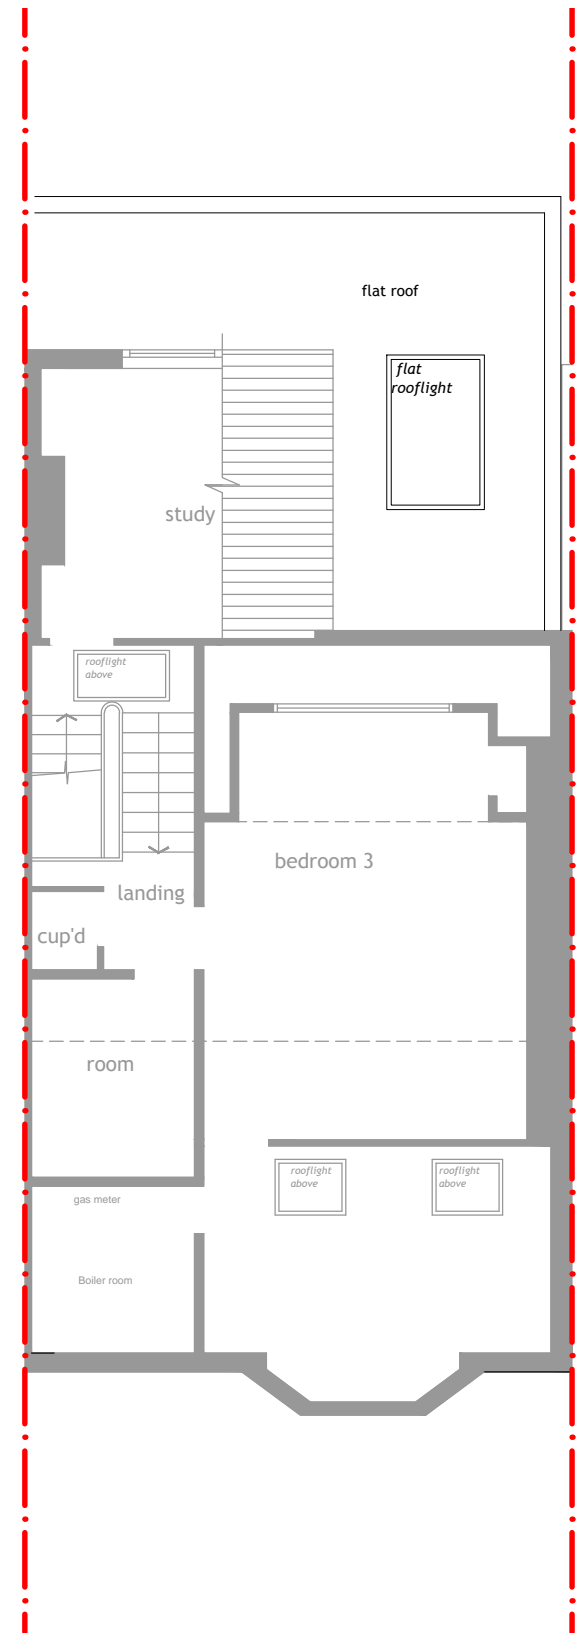 flat roof
flat
rooflight
study
rooflight
above
bedroom 3
landing
cup'd
room
rooflight
above
rooflight
above
gas meter
Boiler room